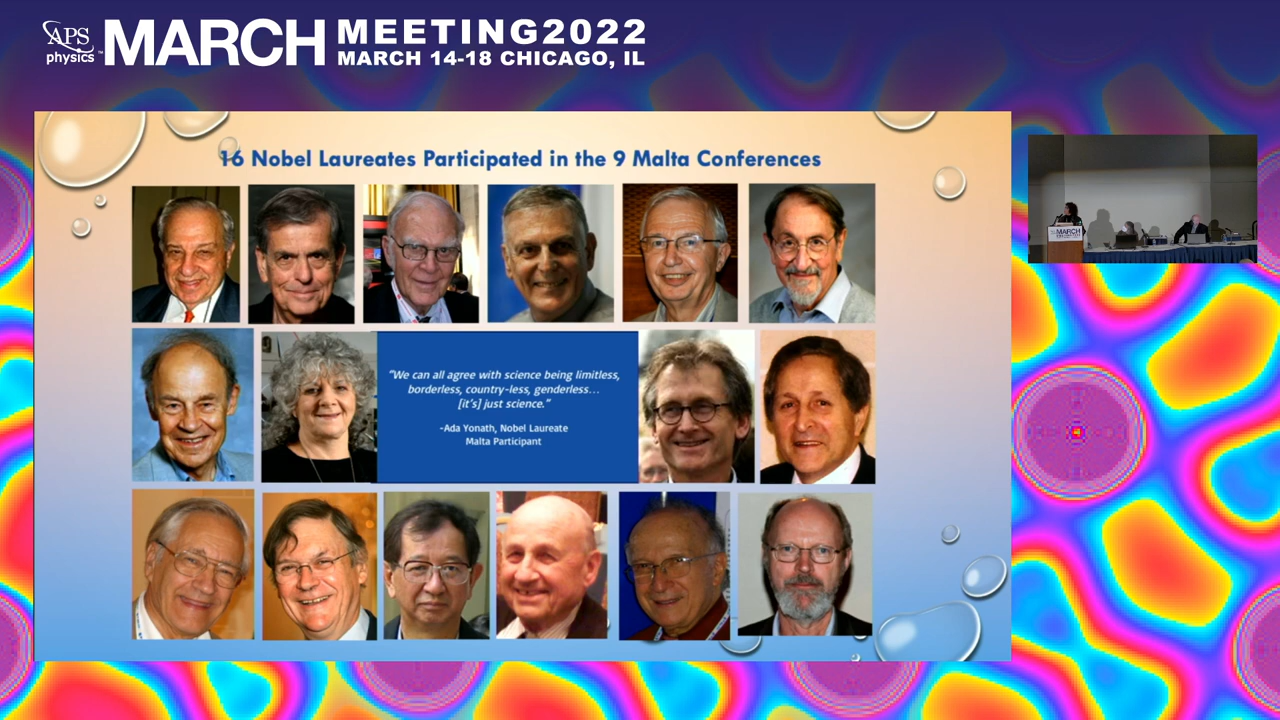 APS
physics
MARCH
MEETING2022
MARCH 14-18 CHICAGO, IL
16 Nobel Laureates Participated in the 9 Malta Conferences
“We can all agree with science being limitless,
borderless, country-less, genderless…
[it’s] just science.”
-Ada Yonath, Nobel Laureate
Malta Participant
MARCH